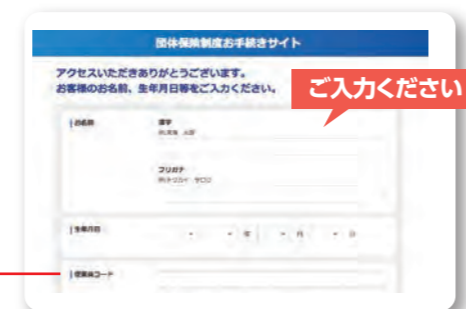 団体保険制度お手続きサイト
アクセスいただきありがとうございます。
お客様のお名前、生年月日等をご入力ください。
ご入力ください
お名前
漢字
フリガナ
生年月日
年 月 日